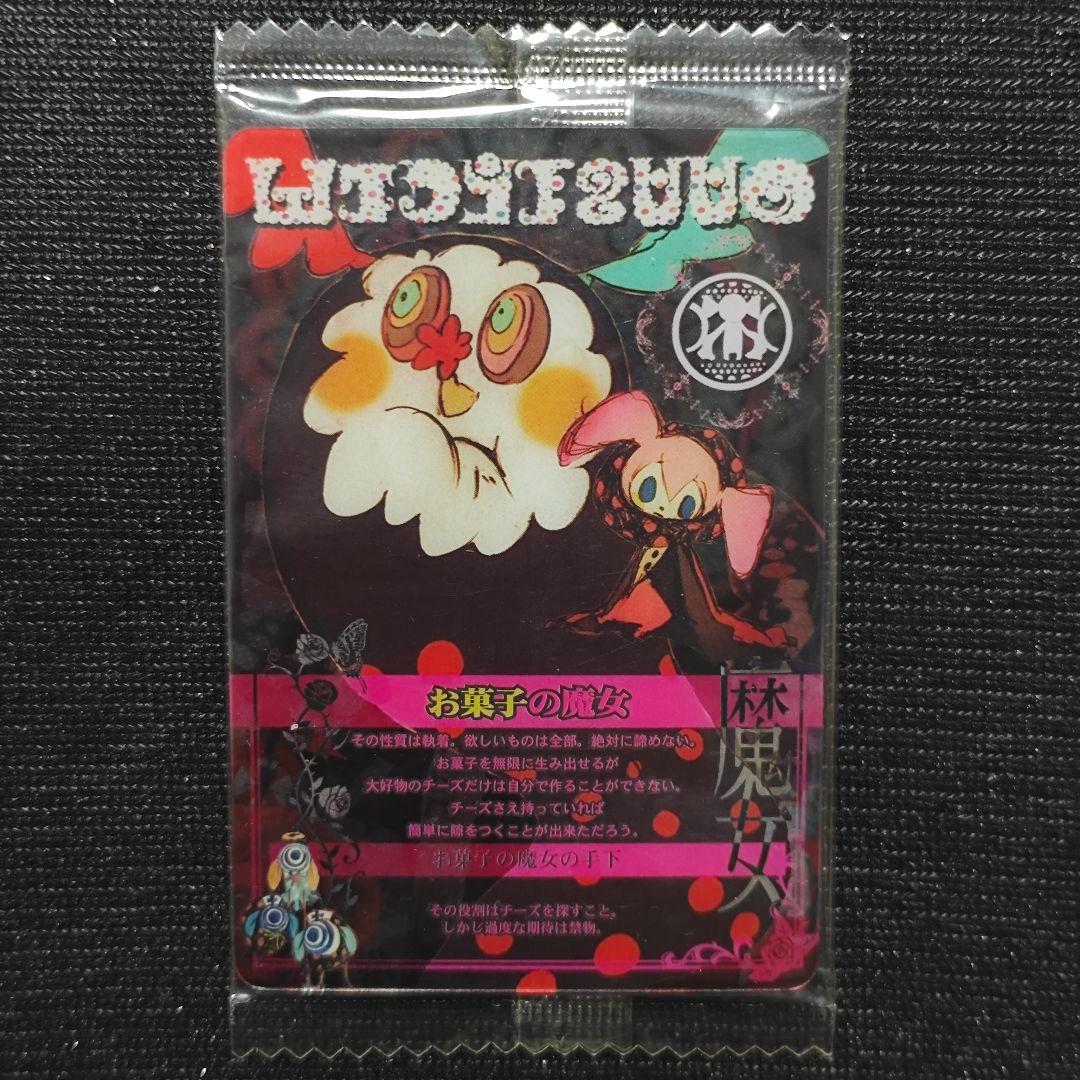 お菓子の魔女
その性質は執着。欲しいものは全部。絶対に諦めない。
お菓子を無限に生み出せるが
大好物のチーズだけは自分で作ることができない。
チーズさえ持っていれば
簡単に隙をつくことが出来ただろう。
お菓子の魔女の手下
その役割はチーズを探すこと。
しかし過度な期待は禁物。
魔女